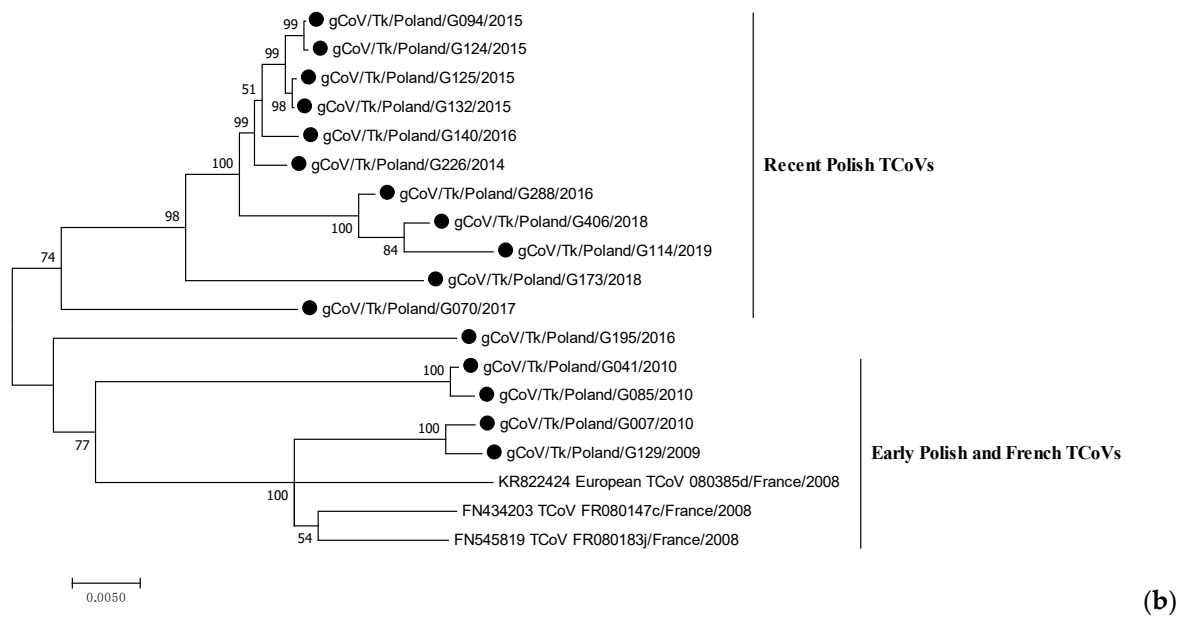 99
gCoV/Tk/Poland/G094/2015
99
gCoV/Tk/Poland/G124/2015
gCoV/Tk/Poland/G125/2015
51
98
gCoV/Tk/Poland/G132/2015
99
gCoV/Tk/Poland/G140/2016
100
gCoV/Tk/Poland/G226/2014
Recent Polish TCoVs
gCoV/Tk/Poland/G288/2016
98
100
gCoV/Tk/Poland/G406/2018
84
gCoV/Tk/Poland/G114/2019
74
gCoV/Tk/Poland/G173/2018
gCoV/Tk/Poland/G070/2017
gCoV/Tk/Poland/G195/2016
100
gCoV/Tk/Poland/G041/2010
gCoV/Tk/Poland/G085/2010
100
gCoV/Tk/Poland/G007/2010
77
gCoV/Tk/Poland/G129/2009
Early Polish and French TCoVs
KR822424 European TCoV 080385d/France/2008
100
FN434203 TCoV FR080147c/France/2008
54
FN545819 TCoV FR080183j/France/2008
0.0050
(b)